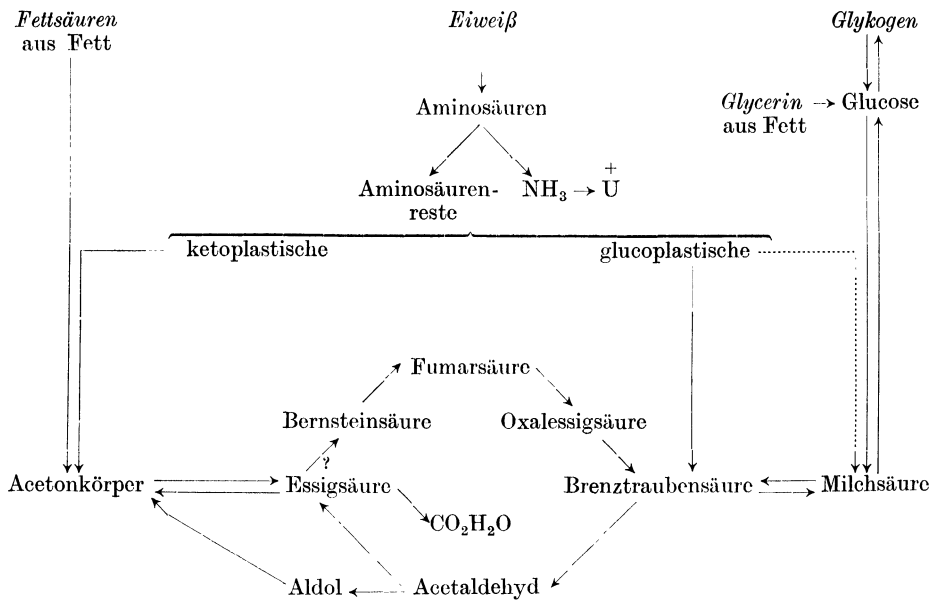 Fettsäuren
aus Fett
Eiweiß
Glykogen
Aminosäuren
Glycerin → Glucose
aus Fett
Aminosäuren-
reste
NH₃ → U
+
ketoplastische
glucoplastische
Fumarsäure
Bernsteinsäure
Oxalessigsäure
?
Acetonkörper
Essigsäure
Brenztraubensäure
Milchsäure
CO₂H₂O
Aldol
Acetaldehyd